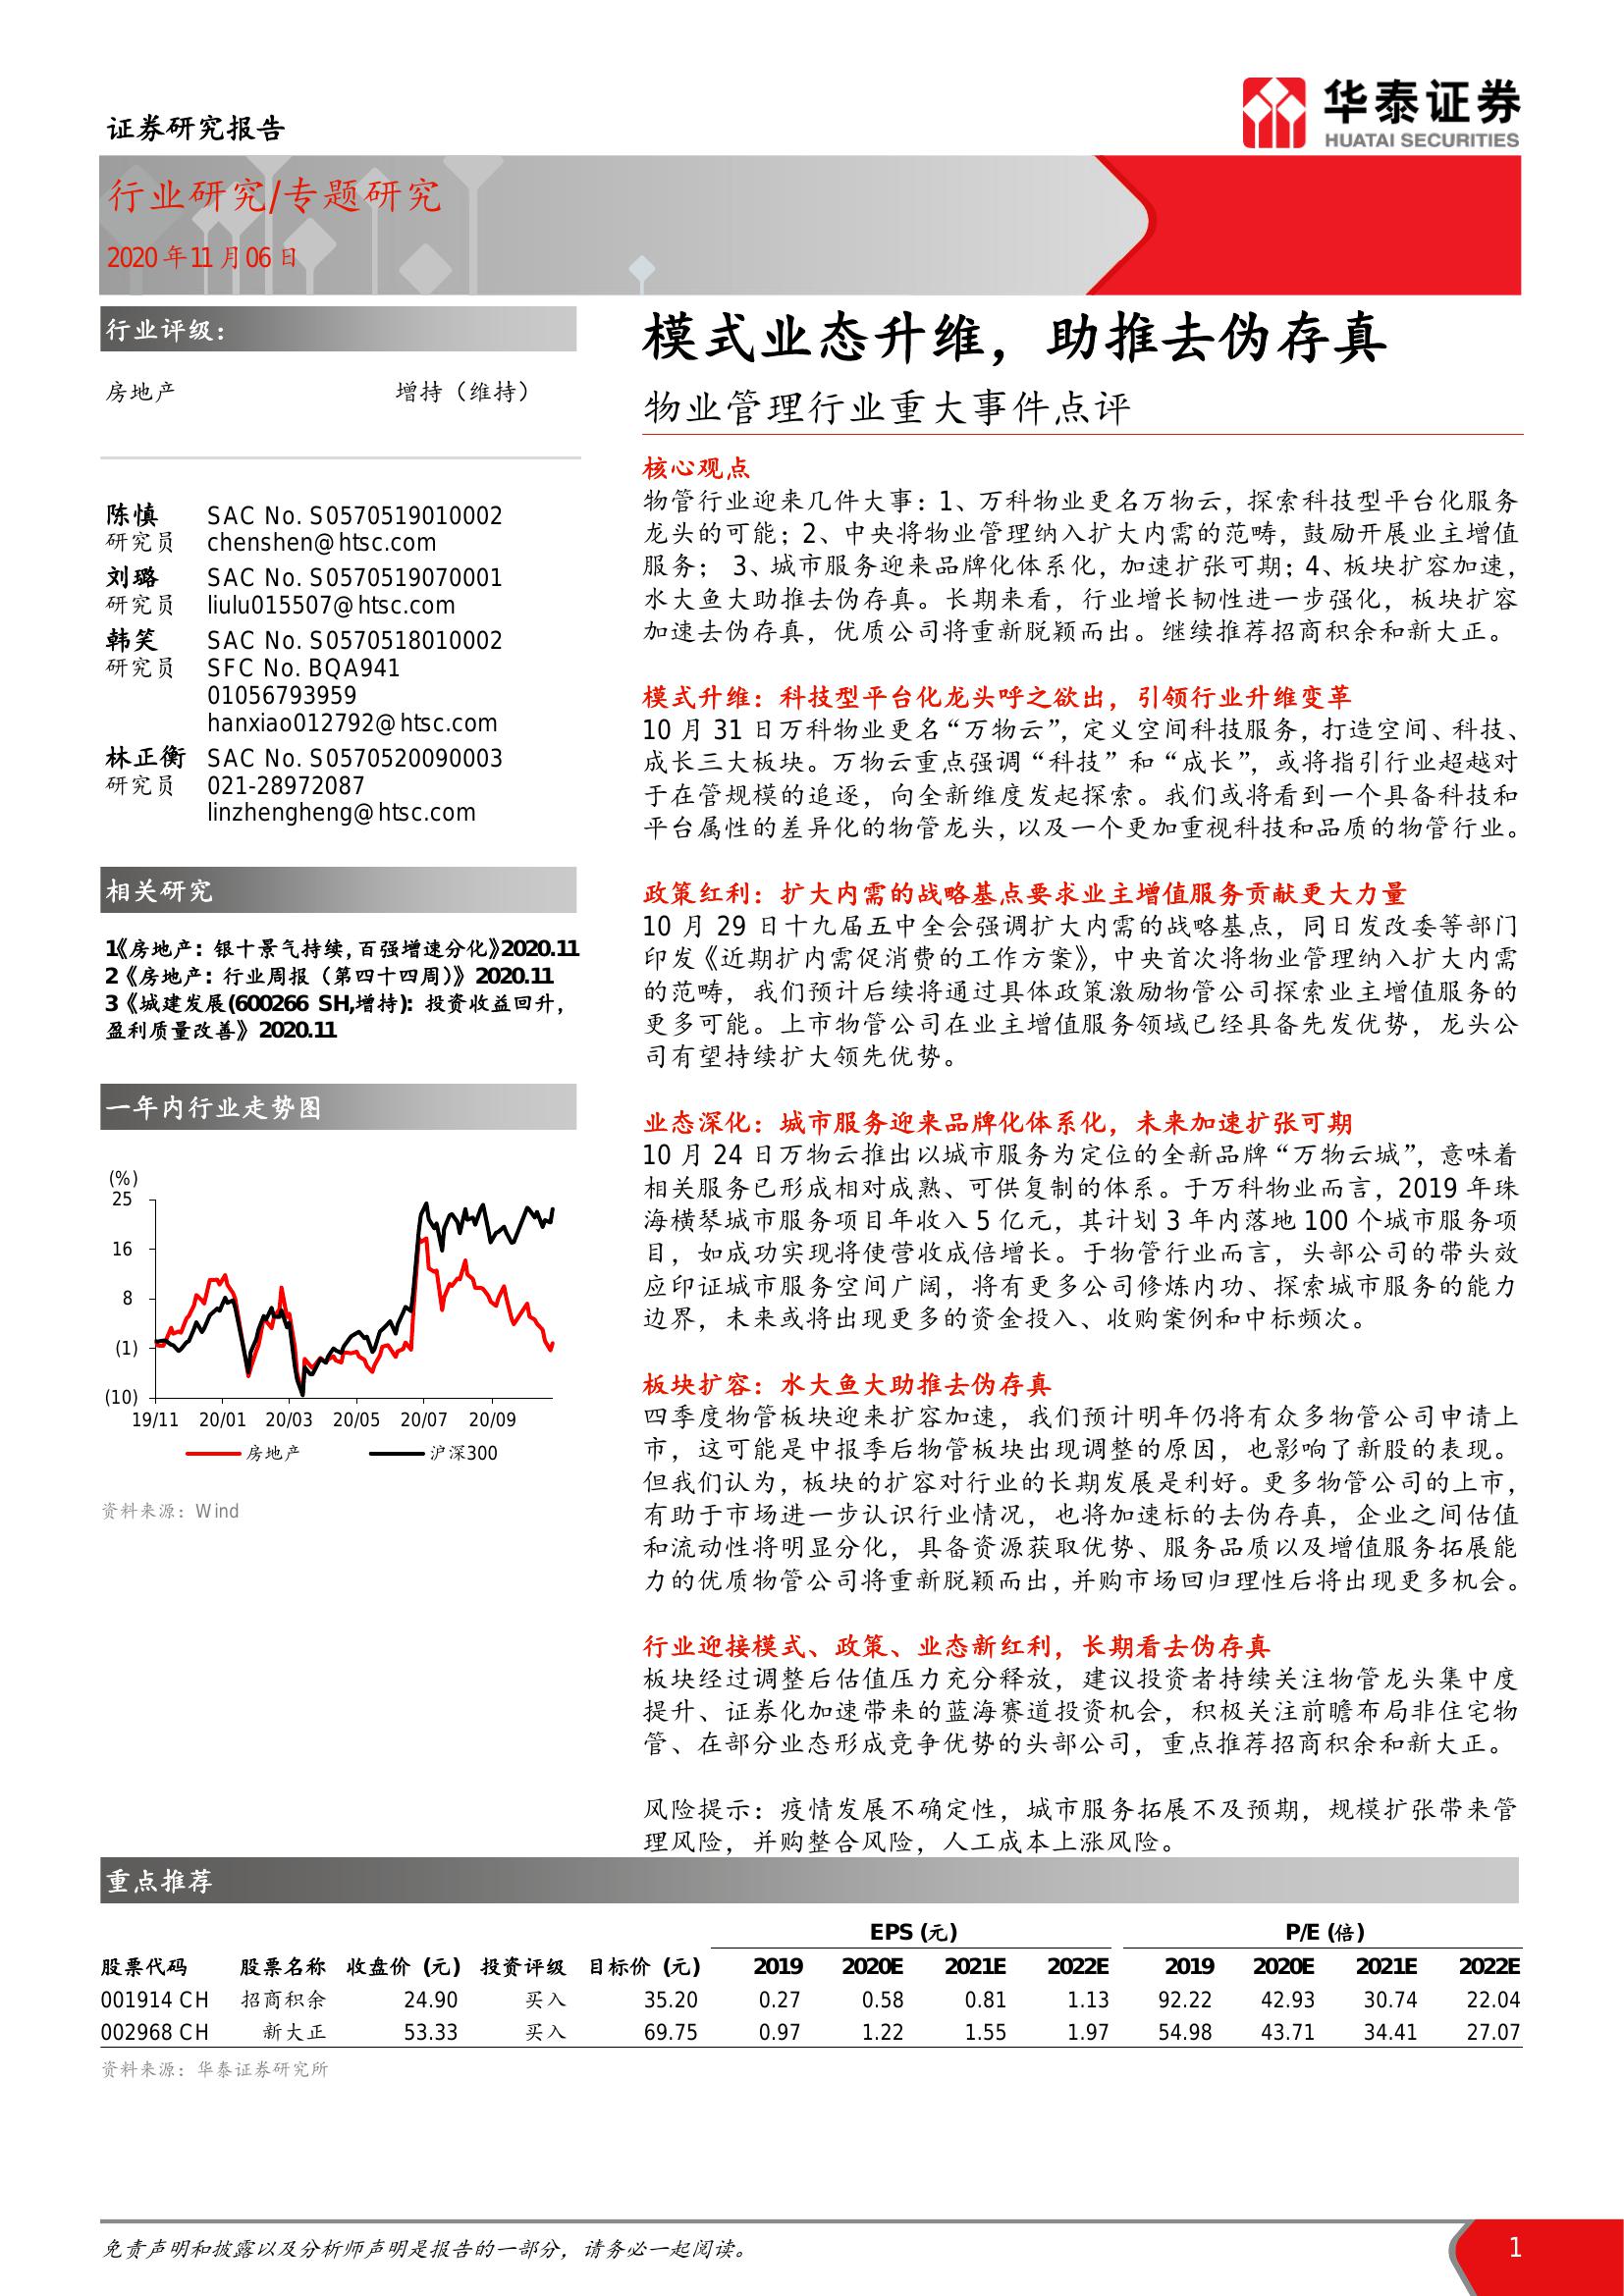 证券研究报告
华泰证券
HUATAI SECURITIES
行业研究/专题研究
2020年11月06日
行业评级：
房地产 增持（维持）
陈慎 SAC No. S0570519010002
研究员 chenshen@htsc.com
刘璐 SAC No. S0570519070001
研究员 liulu015507@htsc.com
韩笑 SAC No. S0570518010002
研究员 SFC No. BQA941
01056793959
hanxiao012792@htsc.com
林正衡 SAC No. S0570520090003
研究员 021-28972087
linzhengheng@htsc.com
相关研究
1《房地产：银十景气持续，百强增速分化》2020.11
2《房地产：行业周报（第四十四周）》2020.11
3《城建发展(600266 SH,增持)：投资收益回升，
盈利质量改善》2020.11
一年内行业走势图
(%)
25
16
8
(1)
(10)
19/11 20/01 20/03 20/05 20/07 20/09
房地产 沪深300
资料来源：Wind
模式业态升维，助推去伪存真
物业管理行业重大事件点评
核心观点
物管行业迎来几件大事：1、万科物业更名万物云，探索科技型平台化服务
龙头的可能；2、中央将物业管理纳入扩大内需的范畴，鼓励开展业主增值
服务； 3、城市服务迎来品牌化体系化，加速扩张可期；4、板块扩容加速，
水大鱼大助推去伪存真。长期来看，行业增长韧性进一步强化，板块扩容
加速去伪存真，优质公司将重新脱颖而出。继续推荐招商积余和新大正。
模式升维：科技型平台化龙头呼之欲出，引领行业升维变革
10 月 31 日万科物业更名“万物云”，定义空间科技服务，打造空间、科技、
成长三大板块。万物云重点强调“科技”和“成长”，或将指引行业超越对
于在管规模的追逐，向全新维度发起探索。我们或将看到一个具备科技和
平台属性的差异化的物管龙头，以及一个更加重视科技和品质的物管行业。
政策红利：扩大内需的战略基点要求业主增值服务贡献更大力量
10 月 29 日十九届五中全会强调扩大内需的战略基点，同日发改委等部门
印发《近期扩内需促消费的工作方案》，中央首次将物业管理纳入扩大内需
的范畴，我们预计后续将通过具体政策激励物管公司探索业主增值服务的
更多可能。上市物管公司在业主增值服务领域已经具备先发优势，龙头公
司有望持续扩大领先优势。
业态深化：城市服务迎来品牌化体系化，未来加速扩张可期
10 月 24 日万物云推出以城市服务为定位的全新品牌“万物云城”，意味着
相关服务已形成相对成熟、可供复制的体系。于万科物业而言，2019 年珠
海横琴城市服务项目年收入 5 亿元，其计划 3 年内落地 100 个城市服务项
目，如成功实现将使营收成倍增长。于物管行业而言，头部公司的带头效
应印证城市服务空间广阔，将有更多公司修炼内功、探索城市服务的能力
边界，未来或将出现更多的资金投入、收购案例和中标频次。
板块扩容：水大鱼大助推去伪存真
四季度物管板块迎来扩容加速，我们预计明年仍将有众多物管公司申请上
市，这可能是中报季后物管板块出现调整的原因，也影响了新股的表现。
但我们认为，板块的扩容对行业的长期发展是利好。更多物管公司的上市，
有助于市场进一步认识行业情况，也将加速标的去伪存真，企业之间估值
和流动性将明显分化，具备资源获取优势、服务品质以及增值服务拓展能
力的优质物管公司将重新脱颖而出，并购市场回归理性后将出现更多机会。
行业迎接模式、政策、业态新红利，长期看去伪存真
板块经过调整后估值压力充分释放，建议投资者持续关注物管龙头集中度
提升、证券化加速带来的蓝海赛道投资机会，积极关注前瞻布局非住宅物
管、在部分业态形成竞争优势的头部公司，重点推荐招商积余和新大正。
风险提示：疫情发展不确定性，城市服务拓展不及预期，规模扩张带来管
理风险，并购整合风险，人工成本上涨风险。
重点推荐
EPS (元) P/E (倍)
股票代码 股票名称 收盘价 (元) 投资评级 目标价 (元) 2019 2020E 2021E 2022E 2019 2020E 2021E 2022E
001914 CH 招商积余 24.90 买入 35.20 0.27 0.58 0.81 1.13 92.22 42.93 30.74 22.04
002968 CH 新大正 53.33 买入 69.75 0.97 1.22 1.55 1.97 54.98 43.71 34.41 27.07
资料来源：华泰证券研究所
免责声明和披露以及分析师声明是报告的一部分，请务必一起阅读。 1